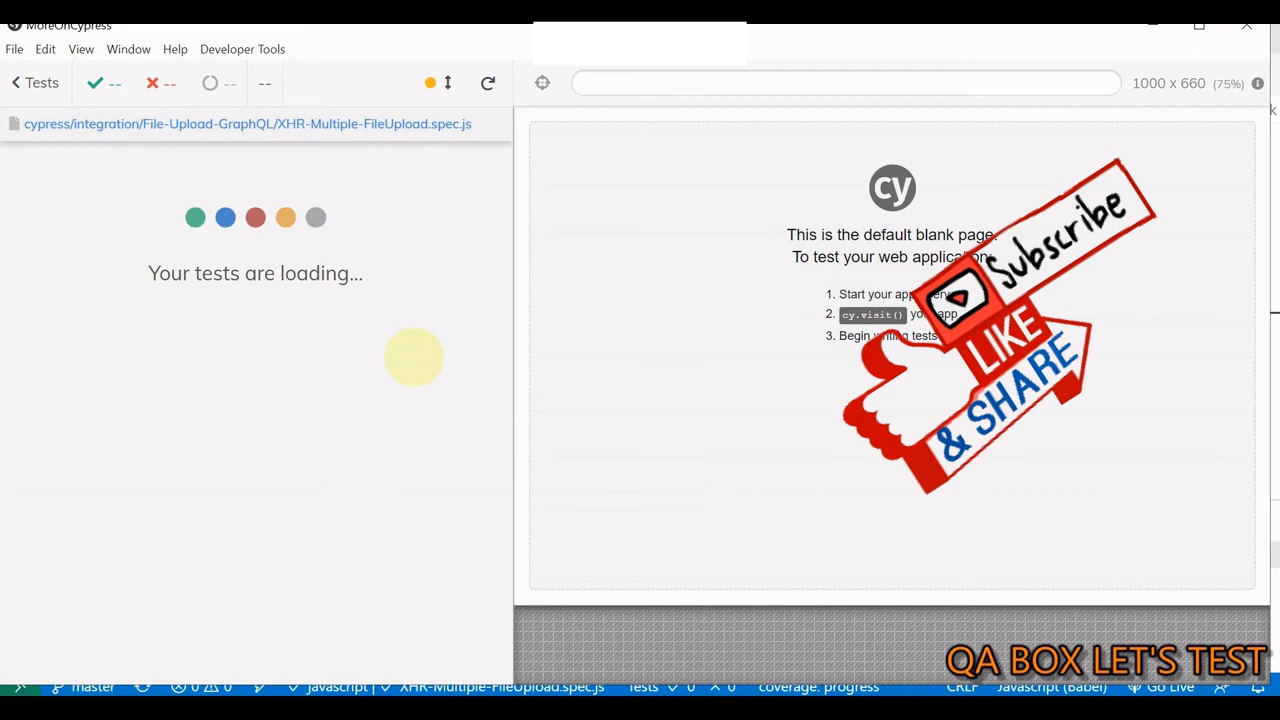 MoreOnCypress
File Edit View Window Help Developer Tools
Tests -- -- -- --
1000 x 660 (75%)
cypress/integration/File-Upload-GraphQL/XHR-Multiple-FileUpload.spec.js
Your tests are loading...
cy
This is the default blank page.
To test your web application:
1. Start your app
2. cy.visit() your app
3. Begin writing tests
Subscribe
LIKE
& SHARE
QA BOX LET'S TEST
master 0 0 Javascript XHR-Multiple-FileUpload.spec.js Tests 0 0 coverage: progress CRLF Javascript (Babel) Go Live